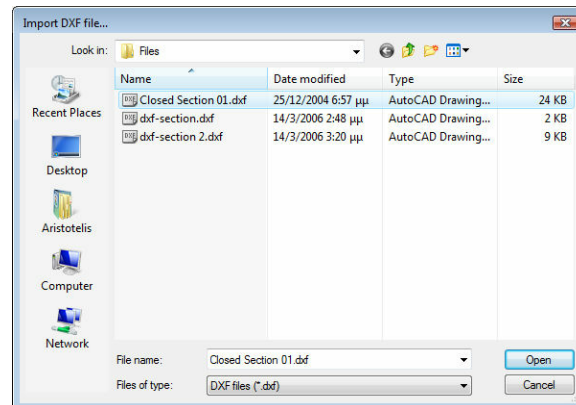 Import DXF file...
Look in: Files
Name Date modified Type Size
Closed Section 01.dxf 25/12/2004 6:57 μμ AutoCAD Drawing... 24 KB
dxf-section.dxf 14/3/2006 2:48 μμ AutoCAD Drawing... 2 KB
dxf-section 2.dxf 14/3/2006 3:20 μμ AutoCAD Drawing... 9 KB
Recent Places
Desktop
Aristotelis
Computer
Network
File name: Closed Section 01.dxf Open
Files of type: DXF files (*.dxf) Cancel